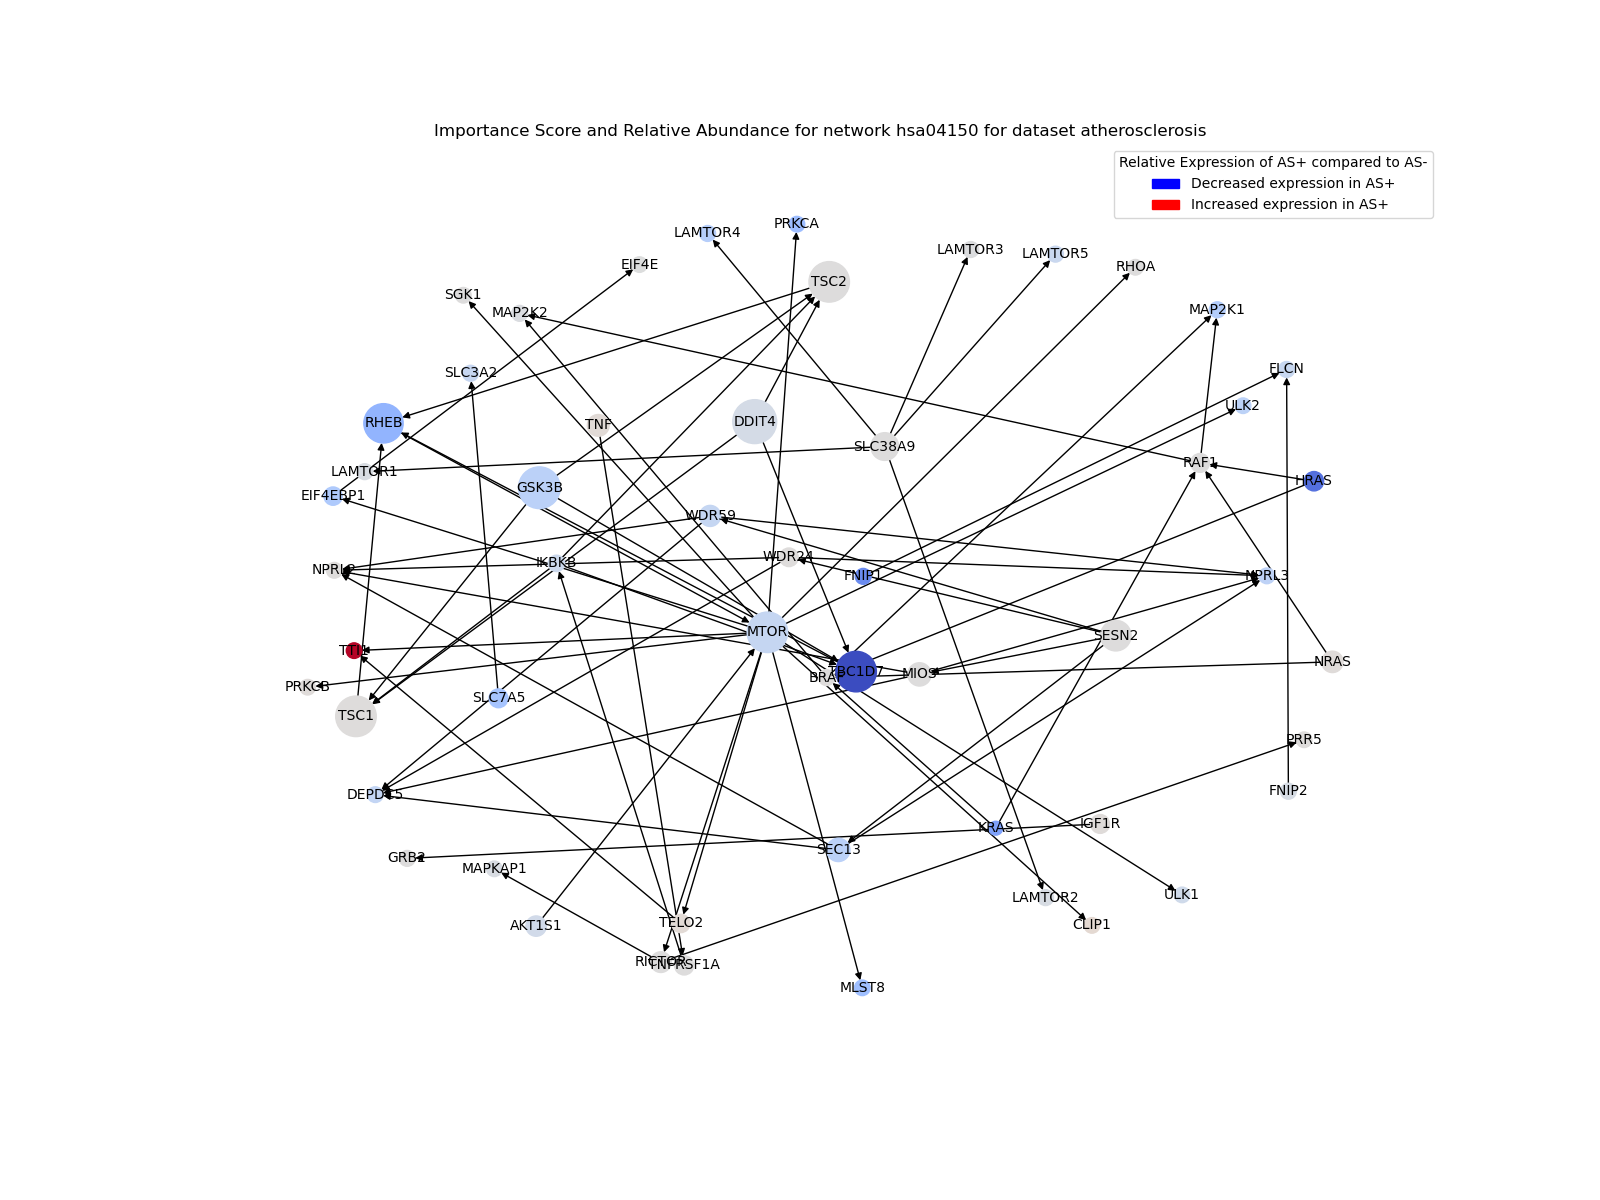 Importance Score and Relative Abundance for network hsa04150 for dataset atherosclerosis
Relative Expression of AS+ compared to AS-
Decreased expression in AS+
Increased expression in AS+
PRKCA
LAMTOR4
LAMTOR3
LAMTOR5
EIF4E
RHOA
TSC2
SGK1
MAP2K2
MAP2K1
SLC3A2
FLCN
ULK2
RHEB
TNF
DDIT4
SLC38A9
RAF1
LAMTOR1
HRAS
GSK3B
EIF4EBP1
WDR59
WDR24
IKBKB
NPRL2
FNIP1
NPRL3
MTOR
SESN2
TTI1
NRAS
TBC1D7
MIOS
BRAF
PRKCB
SLC7A5
TSC1
PRR5
FNIP2
DEPDC5
IGF1R
KRAS
SEC13
GRB2
MAPKAP1
ULK1
LAMTOR2
TELO2
CLIP1
AKT1S1
RICTOR
TNFRSF1A
MLST8